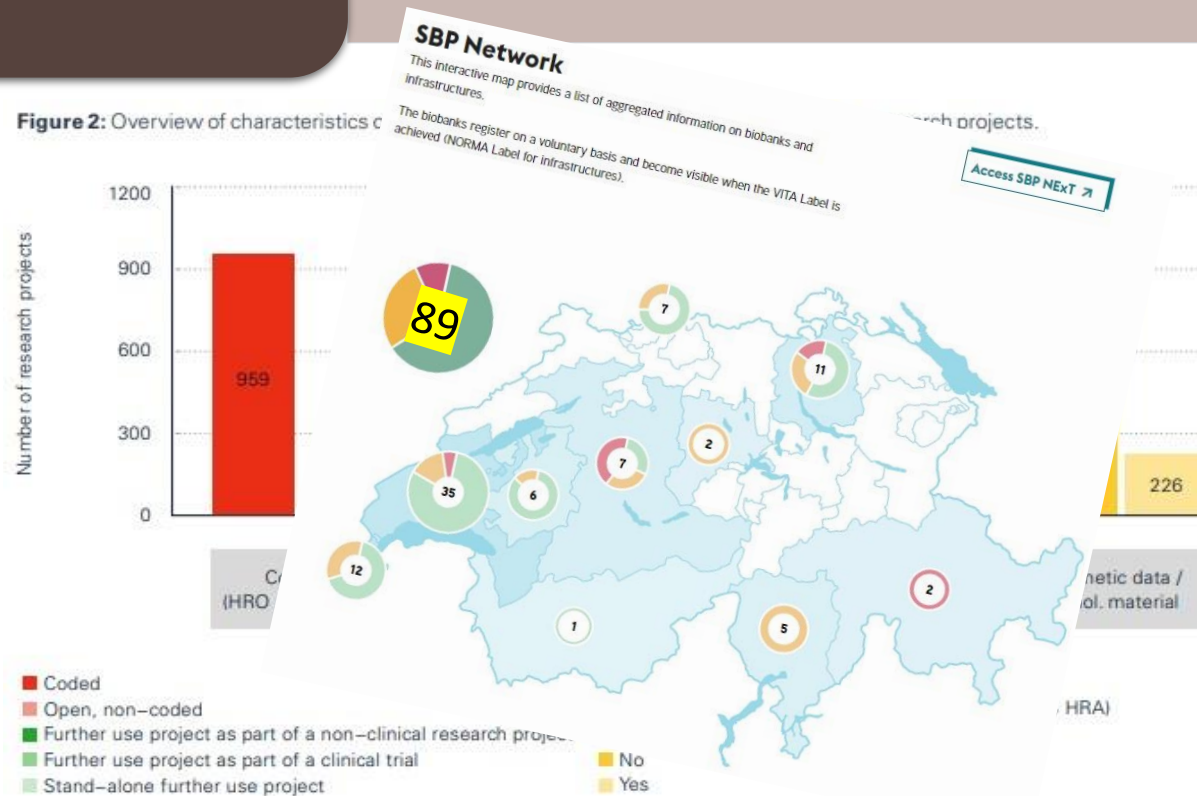 SBP Network
This interactive map provides a list of aggregated information on biobanks and
infrastructures.
The biobanks register on a voluntary basis and become visible when the VITA Label is
achieved (NORMA Label for infrastructures).
Access SBP NExT
Figure 2: Overview of characteristics
projects.
Number of research projects
1200
900
600
300
0
959
226
89
7
11
2
7
35
6
12
1
5
2
(HRO
netic data /
ol. material
Coded
Open, non–coded
Further use project as part of a non–clinical research
Further use project as part of a clinical trial
Stand–alone further use project
HRA)
No
Yes